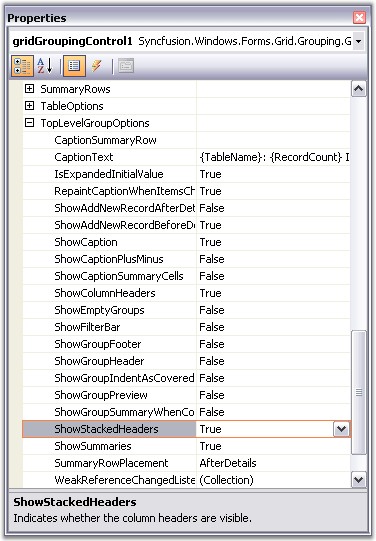 Properties
gridGroupingControl1 Syncfusion.Windows.Forms.Grid.Grouping.G
SummaryRows
TableOptions
TopLevelGroupOptions
CaptionSummaryRow
CaptionText {TableName}: {RecordCount} I
IsExpandedInitialValue True
RepaintCaptionWhenItemsCh True
ShowAddNewRecordAfterDet False
ShowAddNewRecordBeforeDe True
ShowCaption True
ShowCaptionPlusMinus False
ShowCaptionSummaryCells False
ShowColumnHeaders True
ShowEmptyGroups False
ShowFilterBar False
ShowGroupFooter False
ShowGroupHeader False
ShowGroupIndentAsCovered False
ShowGroupPreview False
ShowGroupSummaryWhenCo False
ShowStackedHeaders True
ShowSummaries True
SummaryRowPlacement AfterDetails
WeakReferenceChangedListe (Collection)
ShowStackedHeaders
Indicates whether the column headers are visible.